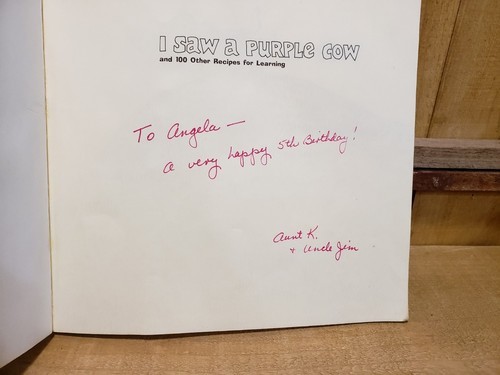 I SAW A PURPLE COW
and 100 Other Recipes for Learning
To Angela —
a very happy 5th Birthday!
Aunt K.
+ Uncle Jim